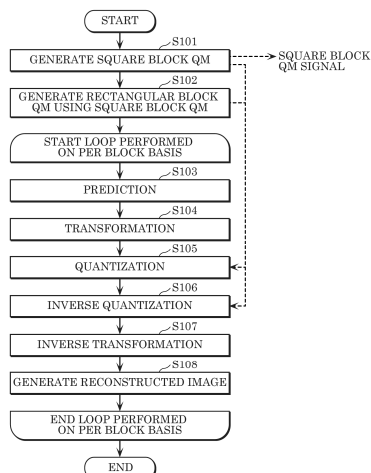 START
S101
GENERATE SQUARE BLOCK QM
SQUARE BLOCK
QM SIGNAL
S102
GENERATE RECTANGULAR BLOCK
QM USING SQUARE BLOCK QM
START LOOP PERFORMED
ON PER BLOCK BASIS
S103
PREDICTION
S104
TRANSFORMATION
S105
QUANTIZATION
S106
INVERSE QUANTIZATION
S107
INVERSE TRANSFORMATION
S108
GENERATE RECONSTRUCTED IMAGE
END LOOP PERFORMED
ON PER BLOCK BASIS
END